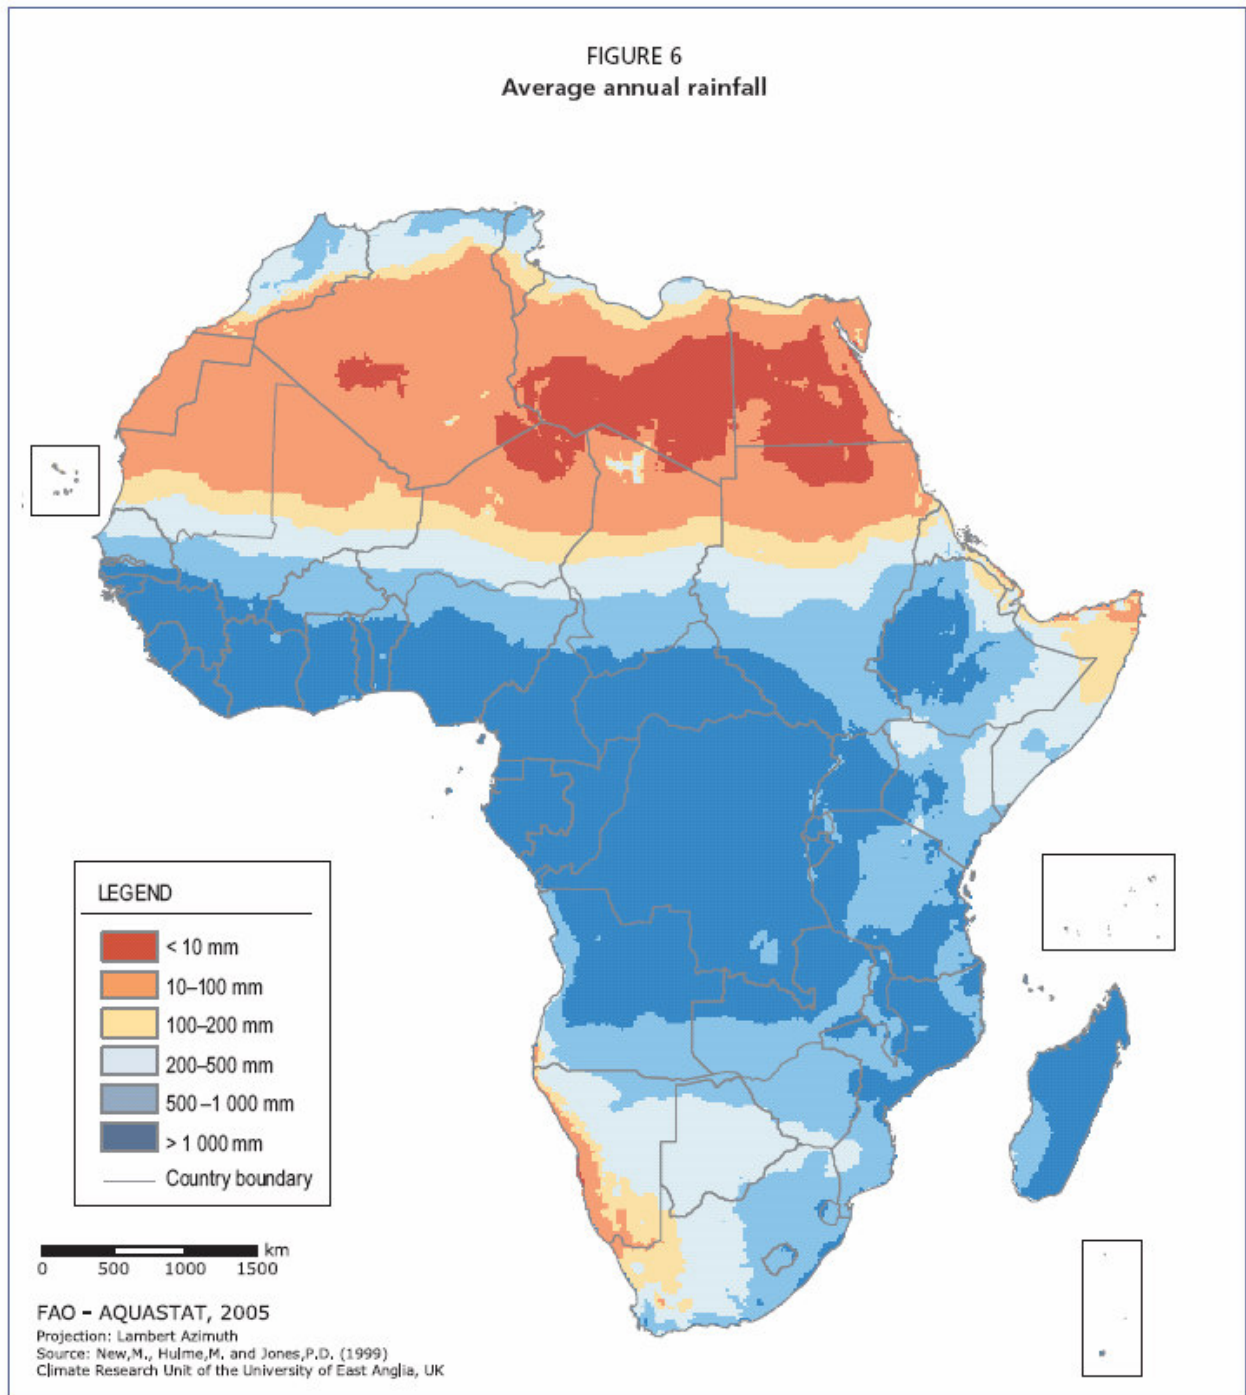 FIGURE 6
Average annual rainfall
LEGEND
< 10 mm
10–100 mm
100–200 mm
200–500 mm
500 –1 000 mm
> 1 000 mm
Country boundary
km
0 500 1000 1500
FAO - AQUASTAT, 2005
Projection: Lambert Azimuth
Source: New,M., Hulme,M. and Jones,P.D. (1999)
Climate Research Unit of the University of East Anglia, UK